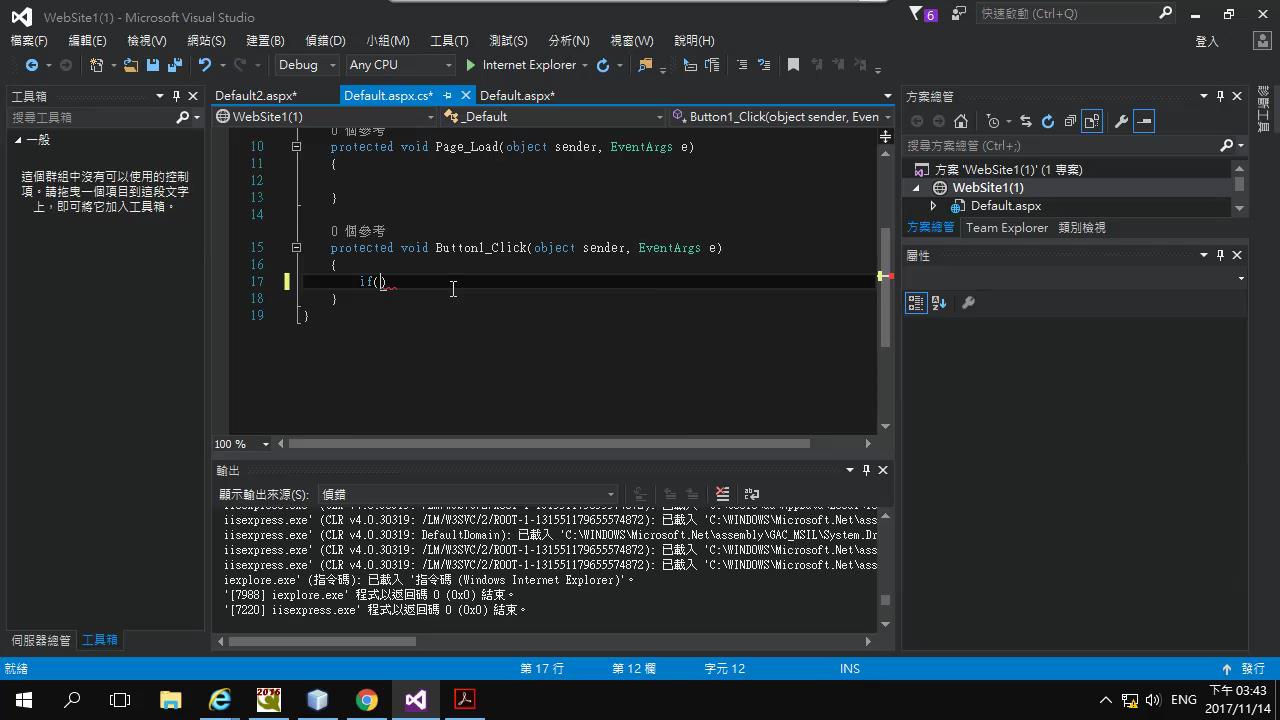 WebSite1(1) - Microsoft Visual Studio
6
快速啟動 (Ctrl+Q)
檔案(F) 編輯(E) 檢視(V) 網站(S) 建置(B) 偵錯(D) 小組(M) 工具(T) 測試(S) 分析(N) 視窗(W) 說明(H)
登入
Debug Any CPU Internet Explorer
工具箱
搜尋工具箱
一般
這個群組中沒有可以使用的控制
項。請拖曳一個項目到這段文字
上，即可將它加入工具箱。
伺服器總管 工具箱
Default2.aspx* Default.aspx.cs* Default.aspx*
WebSite1(1) _Default Button1_Click(object sender, Even
0 個參考
10 protected void Page_Load(object sender, EventArgs e)
11 {
12
13 }
14
0 個參考
15 protected void Button1_Click(object sender, EventArgs e)
16 {
17 if()
18 }
19 }
100 %
輸出
顯示輸出來源(S): 偵錯
iisexpress.exe' (CLR v4.0.30319: /LM/W3SVC/2/ROOT-1-131551179655574872): 已載入 'C:\WINDOWS\Microsoft.Net\ass
iisexpress.exe' (CLR v4.0.30319: DefaultDomain): 已載入 'C:\WINDOWS\Microsoft.Net\assembly\GAC_MSIL\System.Dr
iisexpress.exe' (CLR v4.0.30319: /LM/W3SVC/2/ROOT-1-131551179655574872): 已載入 'C:\WINDOWS\Microsoft.Net\ass
iisexpress.exe' (CLR v4.0.30319: /LM/W3SVC/2/ROOT-1-131551179655574872): 已載入 'C:\WINDOWS\Microsoft.Net\ass
iexplore.exe' (指令碼): 已載入 '指令碼 (Windows Internet Explorer)'。
'[7988] iexplore.exe' 程式以返回碼 0 (0x0) 結束。
'[7220] iisexpress.exe' 程式以返回碼 0 (0x0) 結束。
方案總管
搜尋方案總管 (Ctrl+;)
方案 'WebSite1(1)' (1 專案)
WebSite1(1)
Default.aspx
方案總管 Team Explorer 類別檢視
屬性
就緒 第 17 行 第 12 欄 字元 12 INS 發行
2016
ENG
下午 03:43
2017/11/14